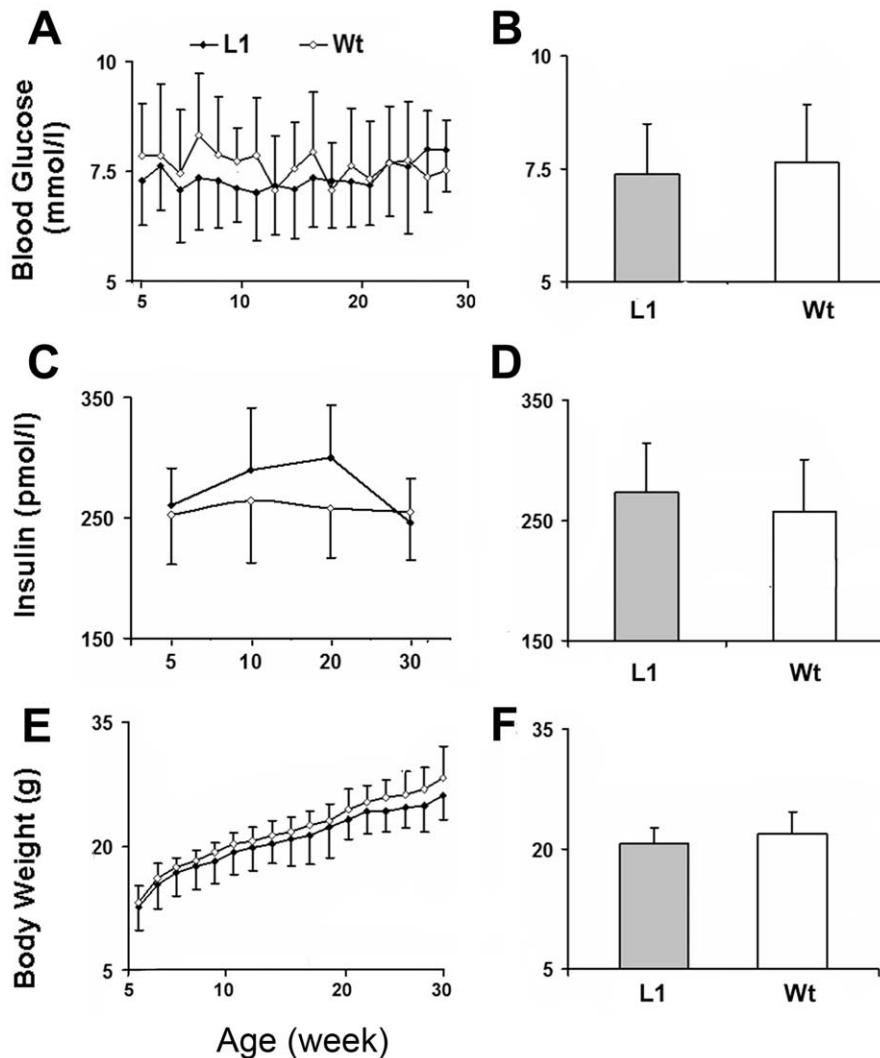 A
L1 Wt
Blood Glucose
(mmol/l)
10
7.5
5
5 10 20 30
B
10
7.5
5
L1 Wt
C
Insulin (pmol/l)
350
250
150
5 10 20 30
D
350
250
150
L1 Wt
E
Body Weight (g)
35
20
5
5 10 20 30
Age (week)
F
35
20
5
L1 Wt